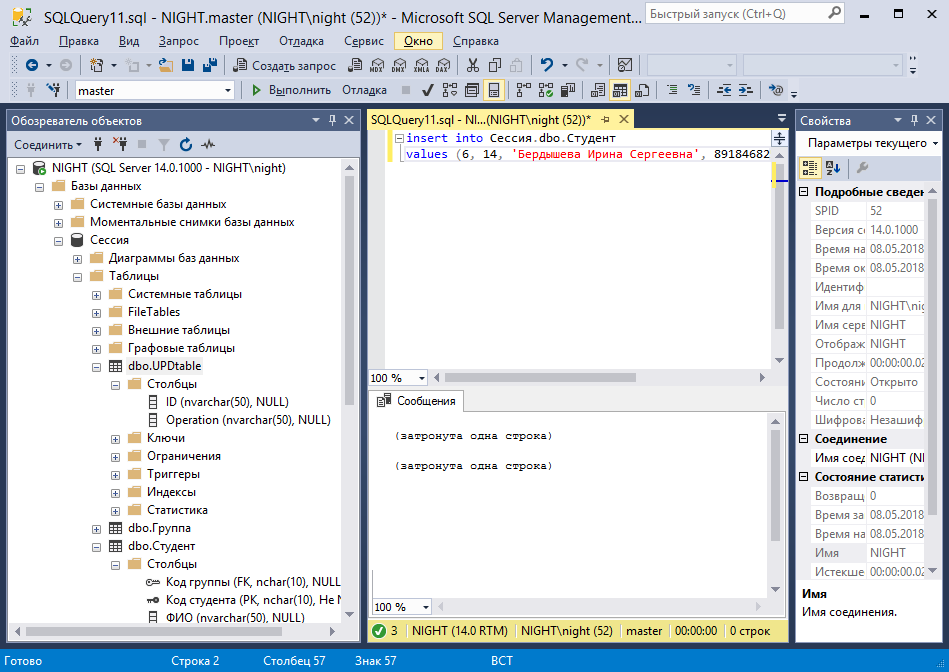 SQLQuery11.sql - NIGHT.master (NIGHT\night (52))* - Microsoft SQL Server Management...
Быстрый запуск (Ctrl+Q)
Файл Правка Вид Запрос Проект Отладка Сервис Окно Справка
Создать запрос MDX DMX XMLA DAX
master Выполнить Отладка
Обозреватель объектов
Соединить
NIGHT (SQL Server 14.0.1000 - NIGHT\night)
Базы данных
Системные базы данных
Моментальные снимки базы данных
Сессия
Диаграммы баз данных
Таблицы
Системные таблицы
FileTables
Внешние таблицы
Графовые таблицы
dbo.UPDtable
Столбцы
ID (nvarchar(50), NULL)
Operation (nvarchar(50), NULL)
Ключи
Ограничения
Триггеры
Индексы
Статистика
dbo.Группа
dbo.Студент
Столбцы
Код группы (FK, nchar(10), NULL
Код студента (PK, nchar(10), Не N
ФИО (nvarchar(50), NULL)
SQLQuery11.sql - NI...(NIGHT\night (52))*
insert into Сессия.dbo.Студент
values (6, 14, 'Бердышева Ирина Сергеевна', 89184682
100 %
Сообщения
(затронута одна строка)
(затронута одна строка)
100 %
3 NIGHT (14.0 RTM) NIGHT\night (52) master 00:00:00 0 строк
Свойства
Параметры текущего
Подробные сведен
SPID 52
Версия се 14.0.1000
Время на 08.05.2018
Время ок 08.05.2018
Идентиф
Имя для NIGHT\nig
Имя серв NIGHT
Отображ NIGHT
Продолж 00:00:00.02
Состояни Открыто
Число ст 0
Шифрова Незашиф
Соединение
Имя соед NIGHT (NI
Состояние статисти
Возвращ 0
Время за 08.05.2018
Время на 08.05.2018
Имя NIGHT
Истекше 00:00:00.02
Имя
Имя соединения.
Готово Строка 2 Столбец 57 Знак 57 ВСТ